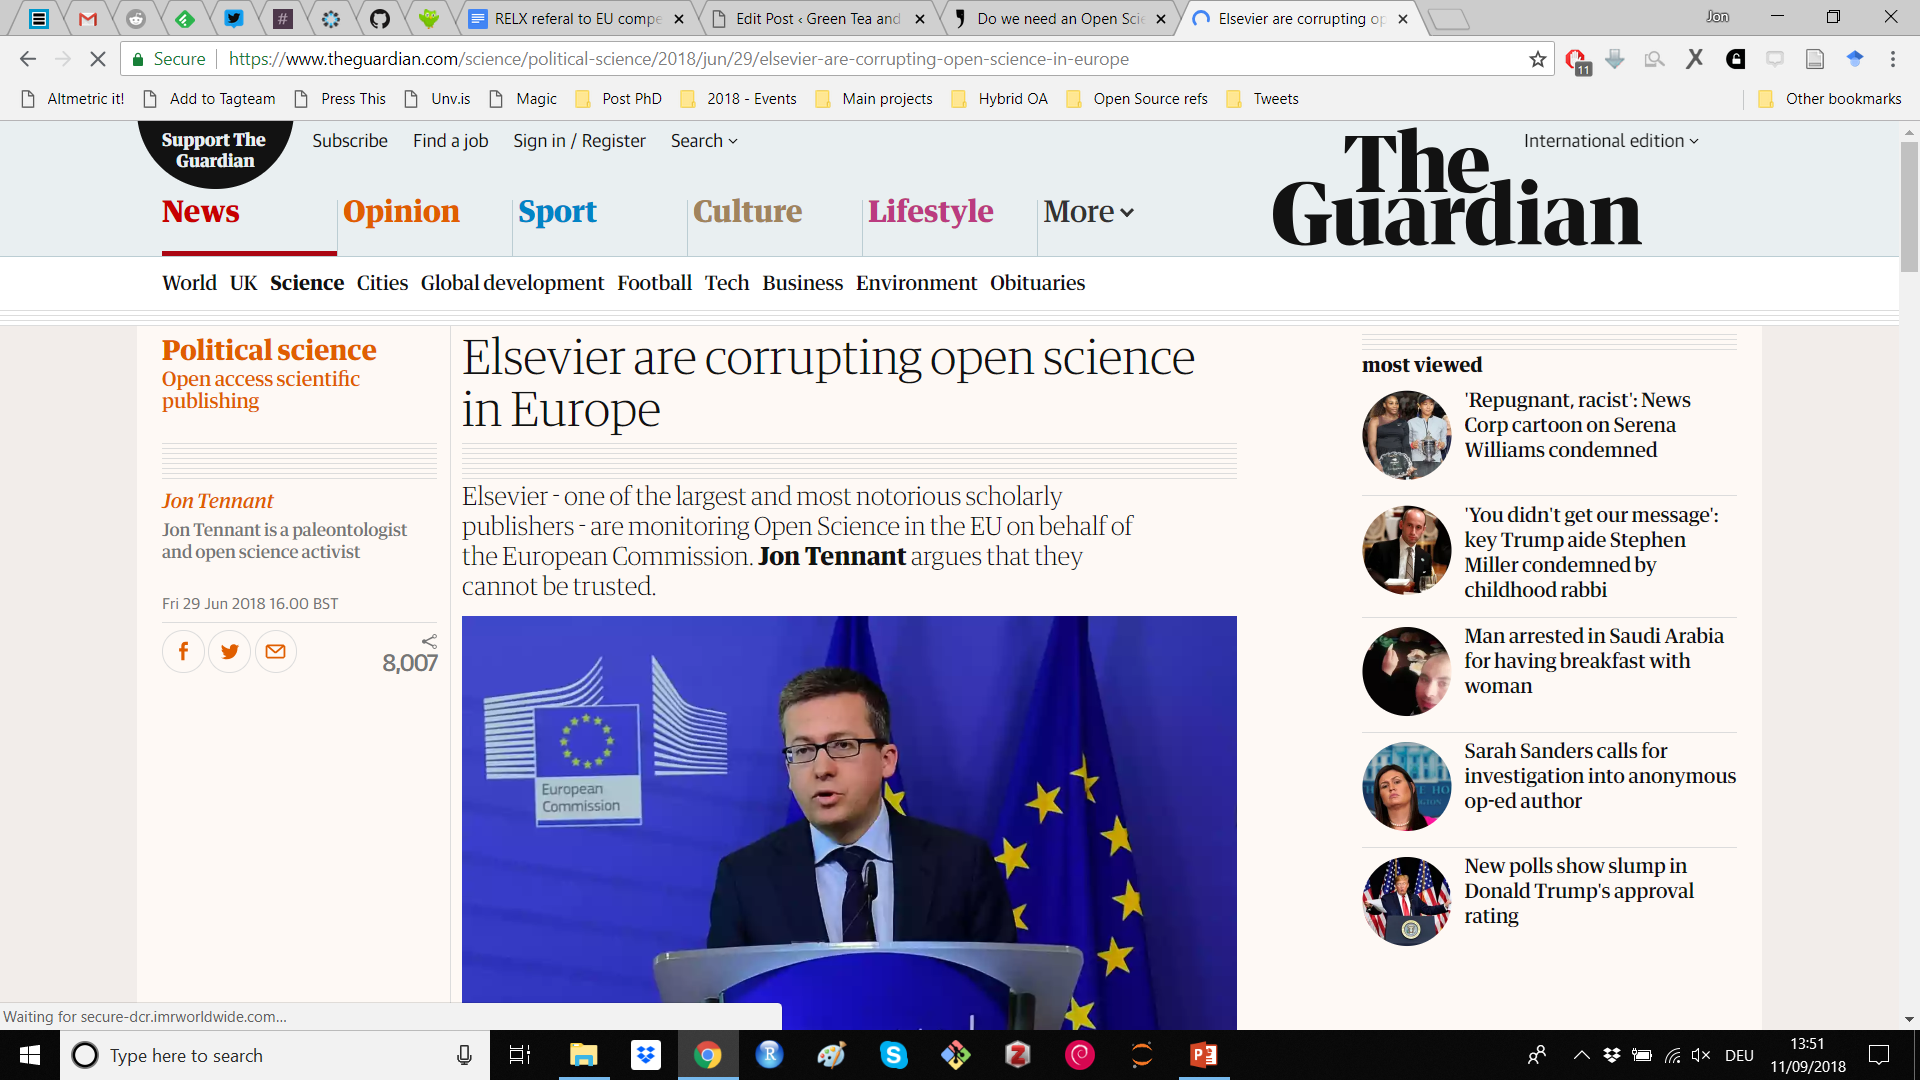 RELX referal to EU compe
Edit Post ‹ Green Tea and
Do we need an Open Scie
Elsevier are corrupting op
Jon
Secure
https://www.theguardian.com/science/political-science/2018/jun/29/elsevier-are-corrupting-open-science-in-europe
11
Altmetric it!
Add to Tagteam
Press This
Unv.is
Magic
Post PhD
2018 - Events
Main projects
Hybrid OA
Open Source refs
Tweets
Other bookmarks
Support The
Guardian
Subscribe
Find a job
Sign in / Register
Search
International edition
The
Guardian
News
Opinion
Sport
Culture
Lifestyle
More
World
UK
Science
Cities
Global development
Football
Tech
Business
Environment
Obituaries
Political science
Open access scientific
publishing
Jon Tennant
Jon Tennant is a paleontologist
and open science activist
Fri 29 Jun 2018 16.00 BST
8,007
Elsevier are corrupting open science
in Europe
Elsevier - one of the largest and most notorious scholarly
publishers - are monitoring Open Science in the EU on behalf of
the European Commission. Jon Tennant argues that they
cannot be trusted.
European
Commission
most viewed
'Repugnant, racist': News
Corp cartoon on Serena
Williams condemned
'You didn't get our message':
key Trump aide Stephen
Miller condemned by
childhood rabbi
Man arrested in Saudi Arabia
for having breakfast with
woman
Sarah Sanders calls for
investigation into anonymous
op-ed author
New polls show slump in
Donald Trump's approval
rating
Waiting for secure-dcr.imrworldwide.com...
Type here to search
DEU
13:51
11/09/2018